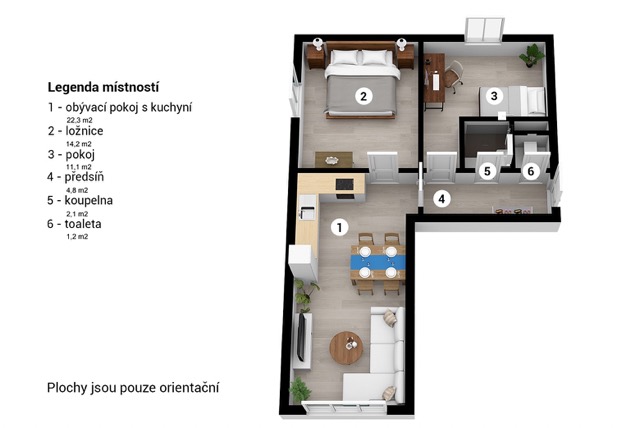 Legenda místností
1 - obývací pokoj s kuchyní
22,3 m2
2 - ložnice
14,2 m2
3 - pokoj
11,1 m2
4 - předsíň
4,8 m2
5 - koupelna
2,1 m2
6 - toaleta
1,2 m2
Plochy jsou pouze orientační
2
3
5
6
4
1